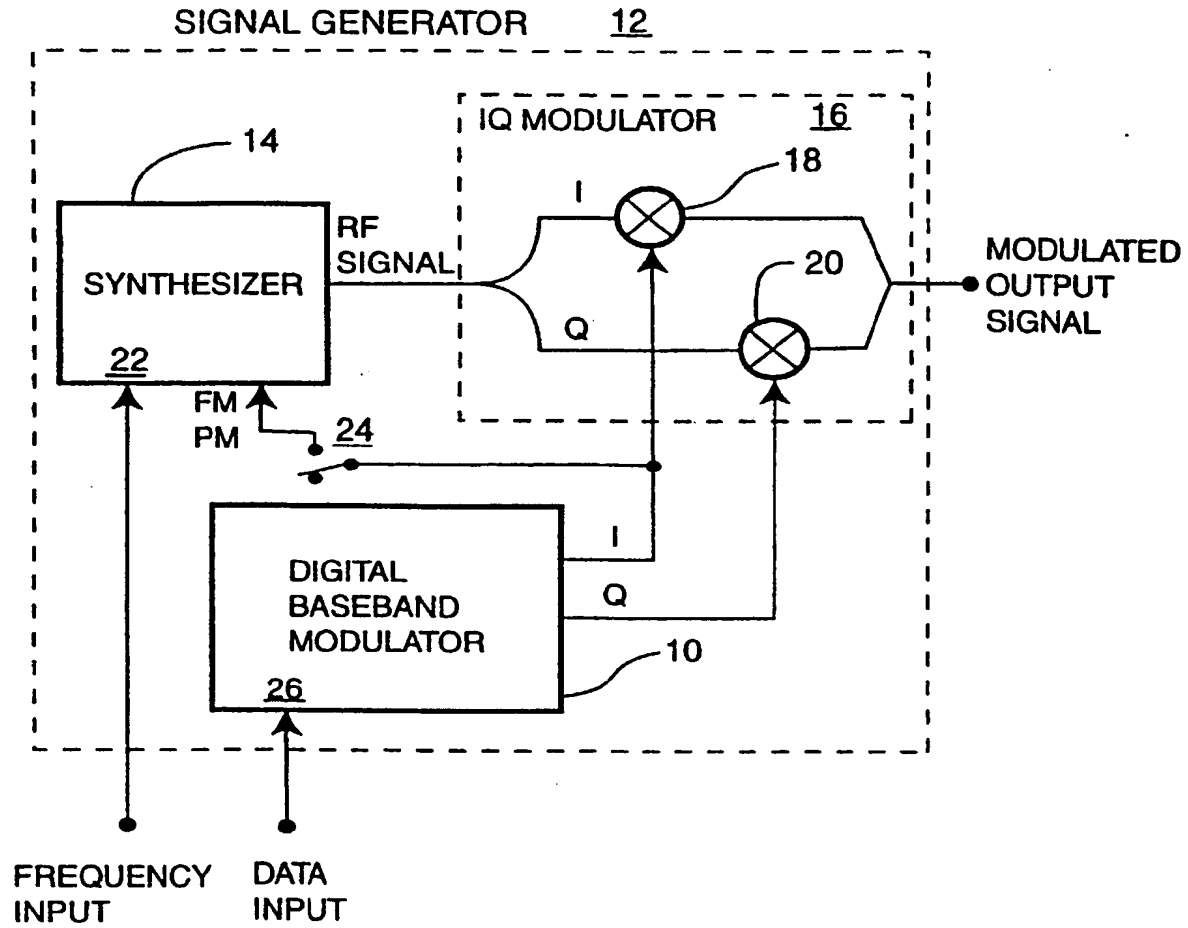 SIGNAL GENERATOR 12
IQ MODULATOR 16
14
18
I
RF
SIGNAL
SYNTHESIZER
20
MODULATED
OUTPUT
SIGNAL
Q
22
FM
PM
24
I
DIGITAL
BASEBAND
MODULATOR
Q
10
26
FREQUENCY
INPUT
DATA
INPUT